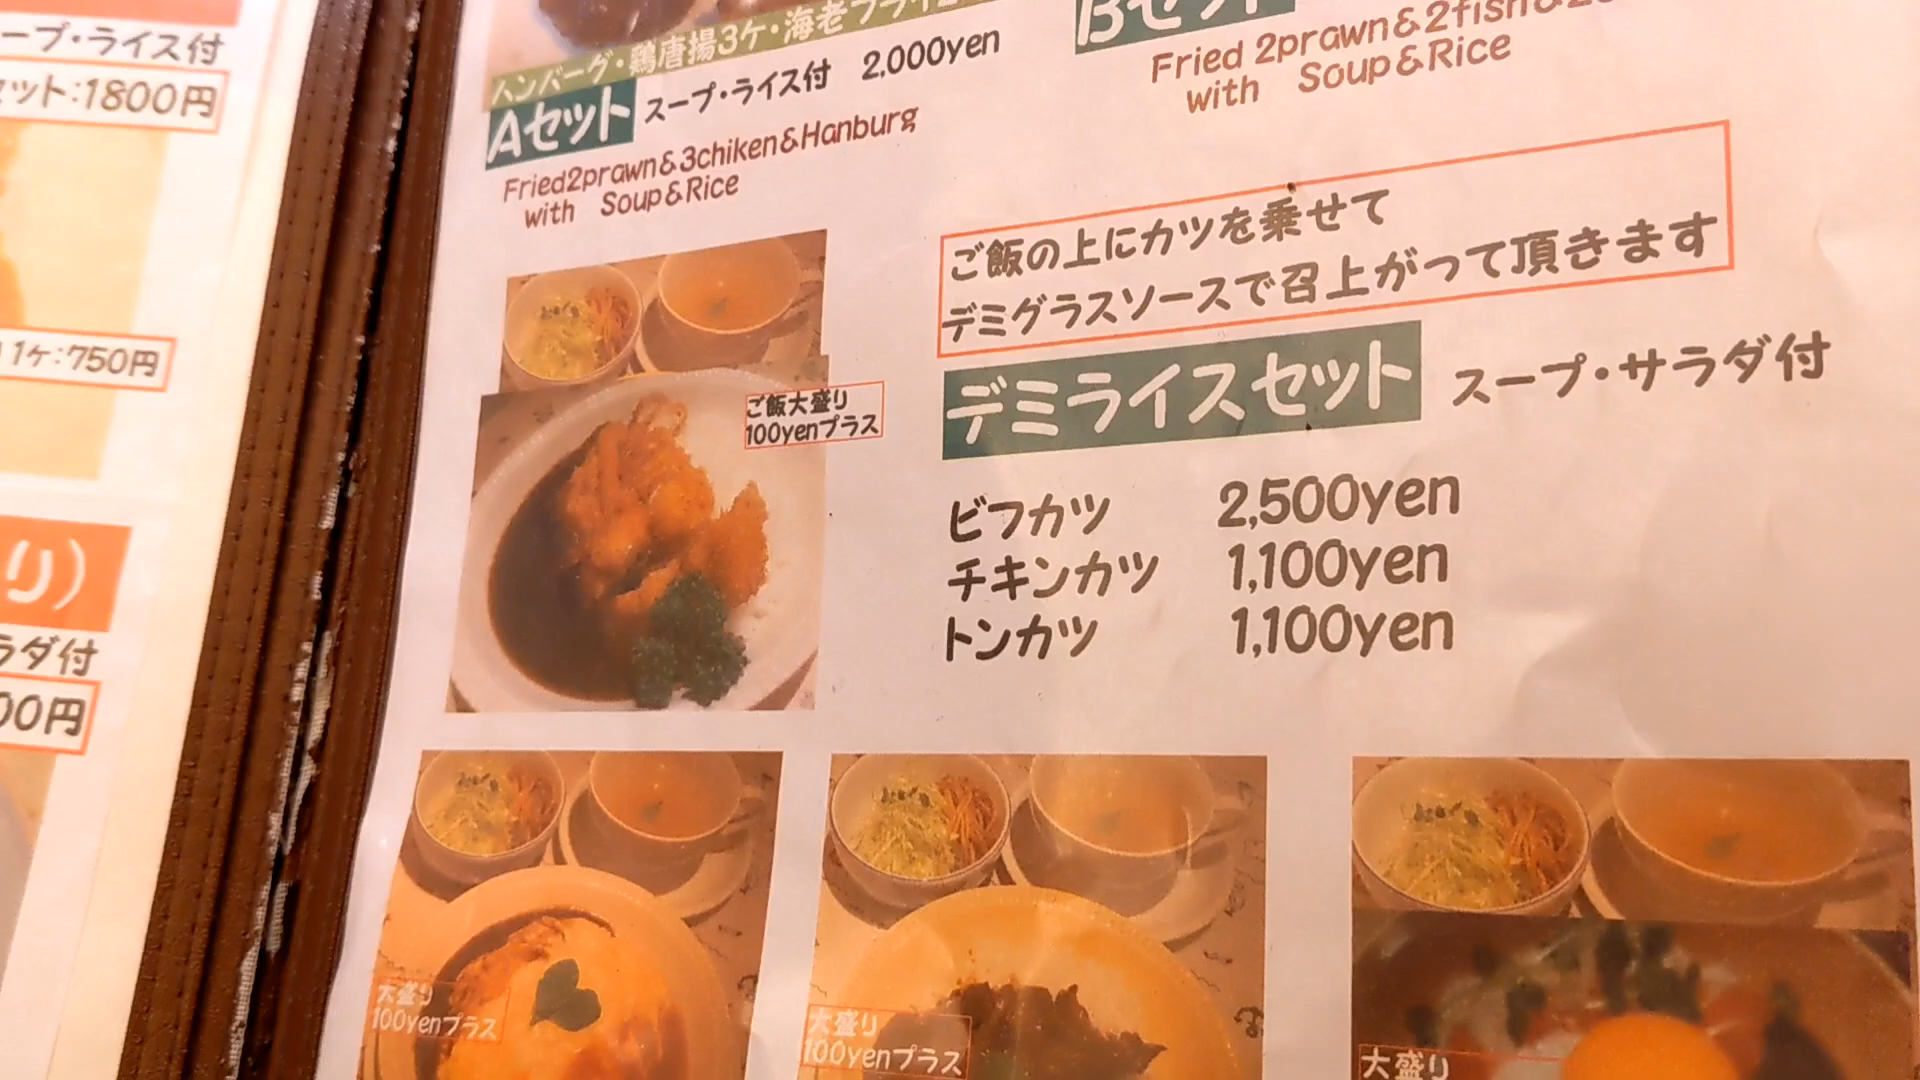 ープ・ライス付
セット:1800円
1ケ:750円
り)
ラダ付
00円
ハンバーグ・鶏唐揚3ケ・海老フライ2
Aセット スープ・ライス付 2,000yen
Fried2prawn&3chiken&Hanburg
with Soup&Rice
Bセット
Fried 2prawn&2fish&2
with Soup&Rice
ご飯の上にカツを乗せて
デミグラスソースで召上がって頂きます
デミライスセット スープ・サラダ付
ご飯大盛り
100yenプラス
ビフカツ 2,500yen
チキンカツ 1,100yen
トンカツ 1,100yen
大盛り
100yenプラス
大盛り
100yenプラス
大盛り